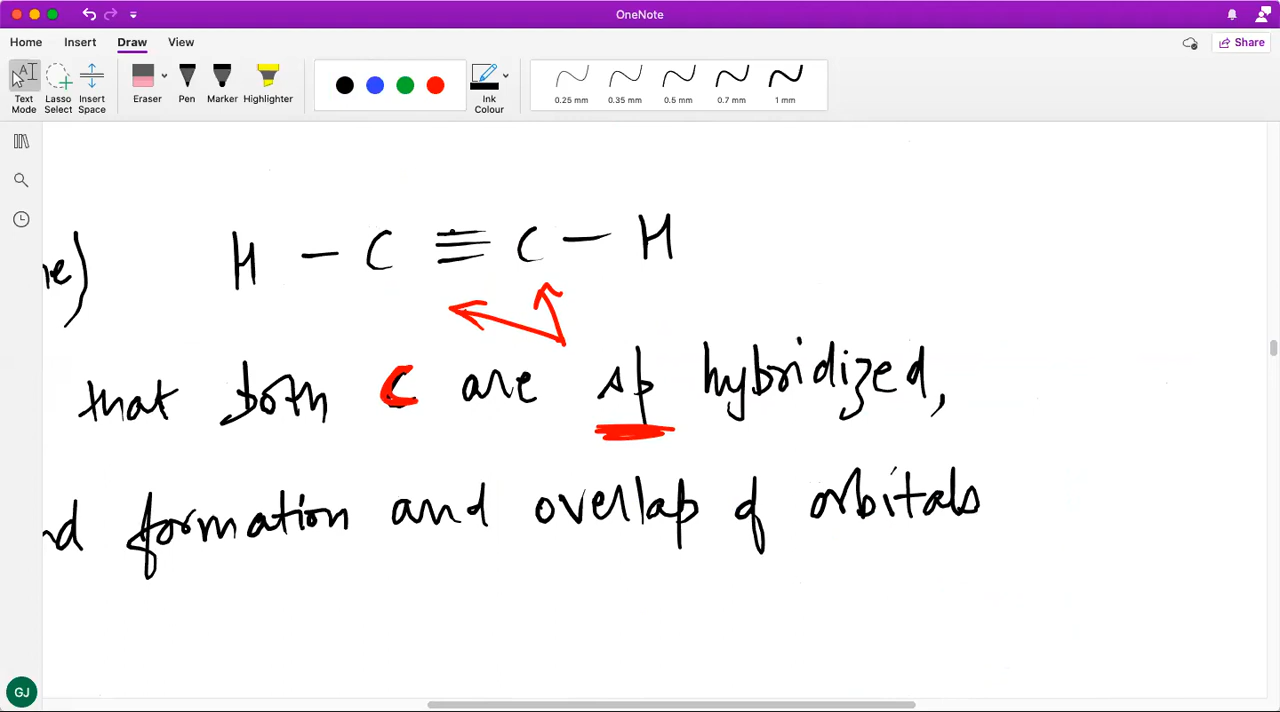 OneNote
Home Insert Draw View Share
Text Mode Lasso Select Insert Space Eraser Pen Marker Highlighter Ink Colour 0.25 mm 0.35 mm 0.5 mm 0.7 mm 1 mm
ne) H - C ≡ C - H
that both C are sp hybridized,
nd formation and overlap of orbitals
GJ